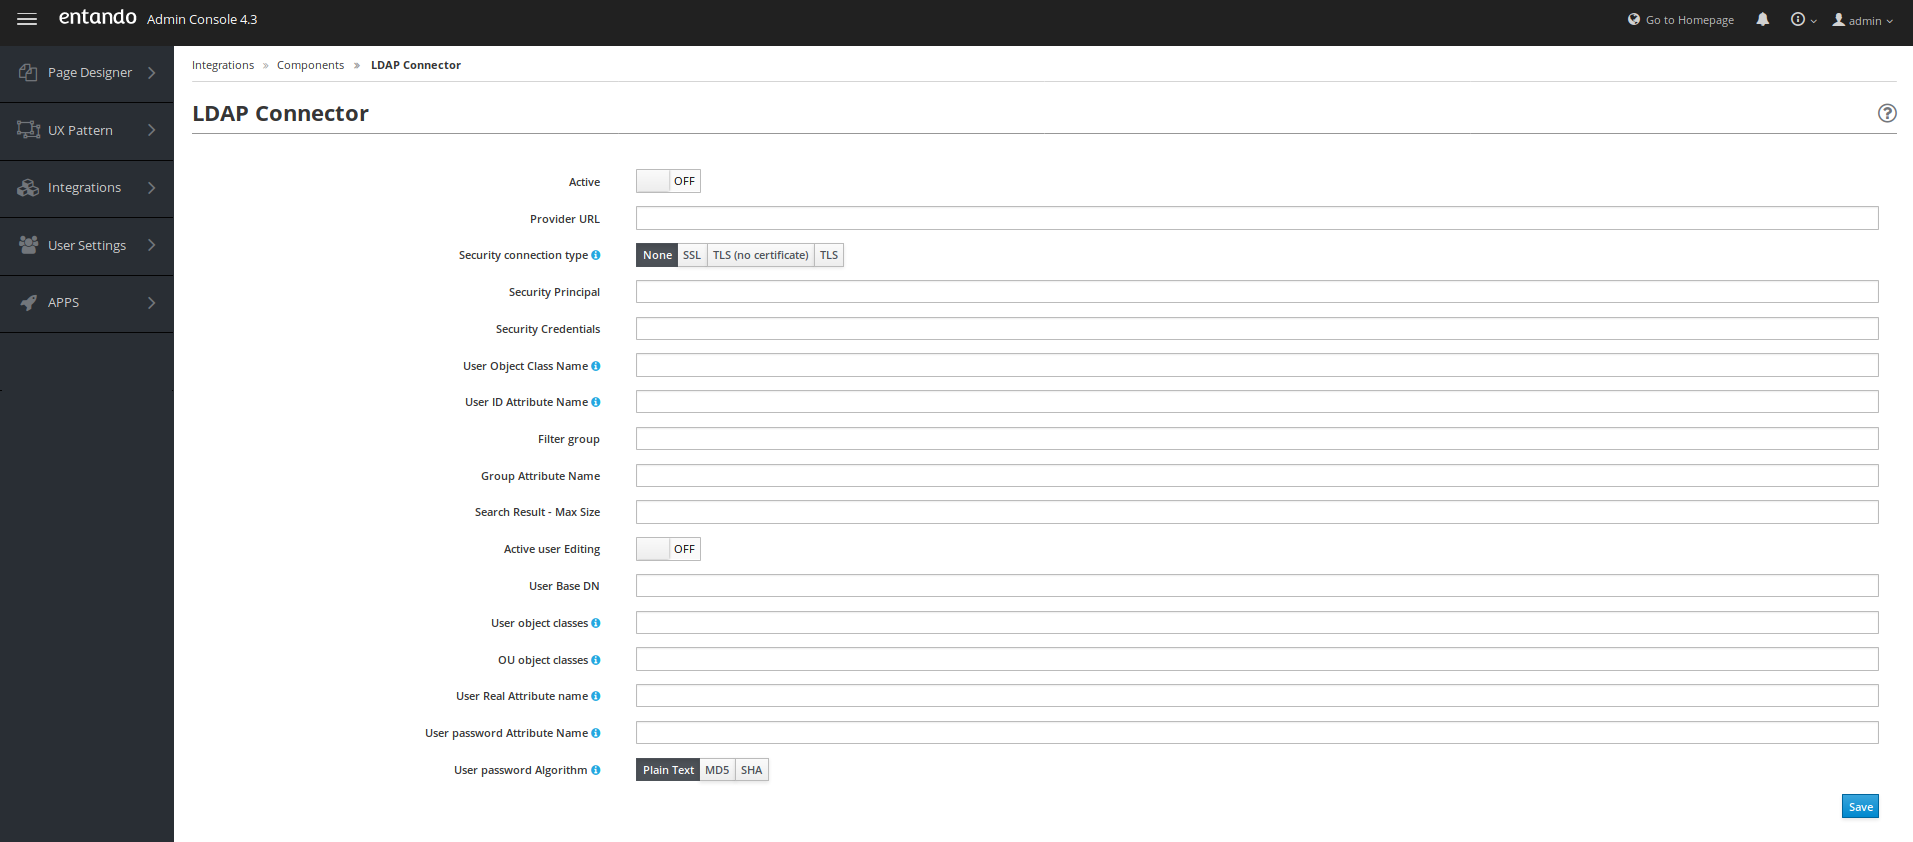 entando Admin Console 4.3
Go to Homepage
admin
Page Designer
UX Pattern
Integrations
User Settings
APPS
Integrations » Components » LDAP Connector
LDAP Connector
Active OFF
Provider URL
Security connection type None SSL TLS (no certificate) TLS
Security Principal
Security Credentials
User Object Class Name
User ID Attribute Name
Filter group
Group Attribute Name
Search Result - Max Size
Active user Editing OFF
User Base DN
User object classes
OU object classes
User Real Attribute name
User password Attribute Name
User password Algorithm Plain Text MD5 SHA
Save